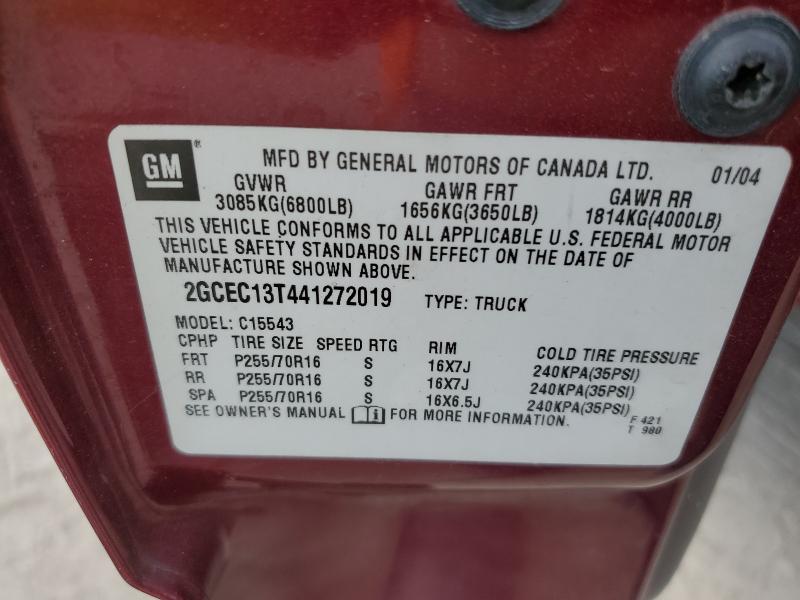 GM ® MFD BY GENERAL MOTORS OF CANADA LTD. 01/04
GVWR GAWR FRT GAWR RR
3085KG(6800LB) 1656KG(3650LB) 1814KG(4000LB)
THIS VEHICLE CONFORMS TO ALL APPLICABLE U.S. FEDERAL MOTOR
VEHICLE SAFETY STANDARDS IN EFFECT ON THE DATE OF
MANUFACTURE SHOWN ABOVE.
2GCEC13T441272019 TYPE: TRUCK
MODEL: C15543
CPHP TIRE SIZE SPEED RTG RIM COLD TIRE PRESSURE
FRT P255/70R16 S 16X7J 240KPA(35PSI)
RR P255/70R16 S 16X7J 240KPA(35PSI)
SPA P255/70R16 S 16X6.5J 240KPA(35PSI)
SEE OWNER'S MANUAL i FOR MORE INFORMATION. F 421
T 980